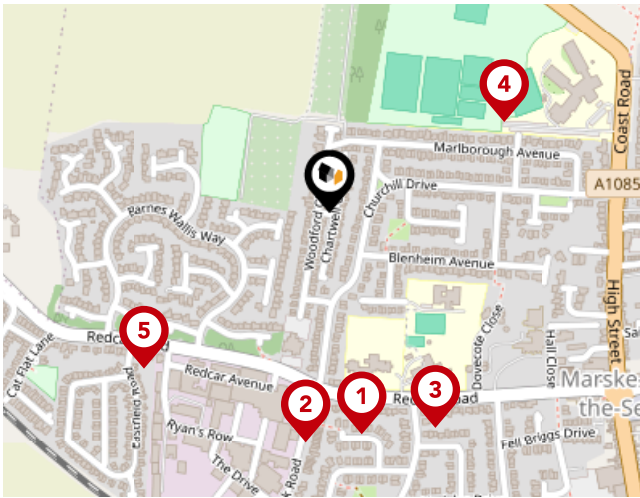 4
Coast Road
Marlborough Avenue
Churchill Drive
A1085
Woodford
Chartwell
Barnes Wallis Way
Blenheim Avenue
High Street
5
Redcar
Dovecote Close
Hall Close
Cat Flat Lane
Redcar Avenue
Marske
the-Se
1
2
3
Road
Eastfield Road
Ryan's Row
Fell Briggs Drive
The Drive
Road